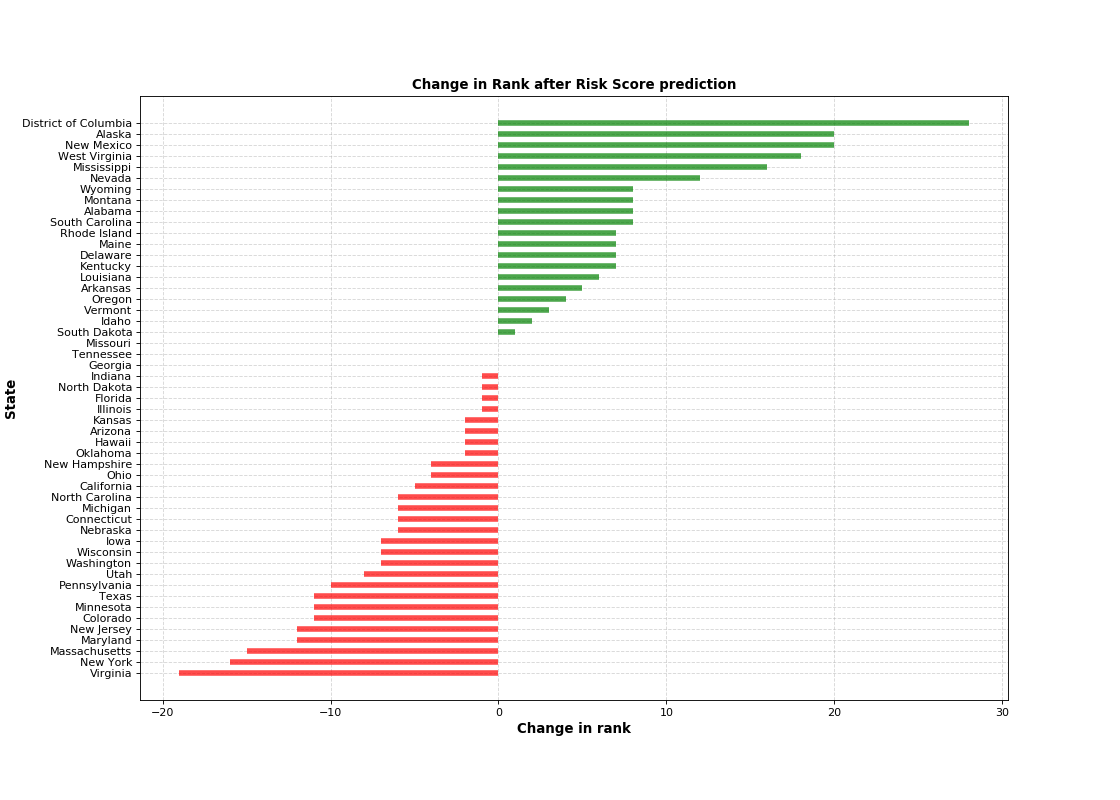 Change in Rank after Risk Score prediction
District of Columbia
Alaska
New Mexico
West Virginia
Mississippi
Nevada
Wyoming
Montana
Alabama
South Carolina
Rhode Island
Maine
Delaware
Kentucky
Louisiana
Arkansas
Oregon
Vermont
Idaho
South Dakota
Missouri
Tennessee
Georgia
Indiana
North Dakota
Florida
Illinois
Kansas
Arizona
Hawaii
Oklahoma
New Hampshire
Ohio
California
North Carolina
Michigan
Connecticut
Nebraska
Iowa
Wisconsin
Washington
Utah
Pennsylvania
Texas
Minnesota
Colorado
New Jersey
Maryland
Massachusetts
New York
Virginia
State
−20 −10 0 10 20 30
Change in rank